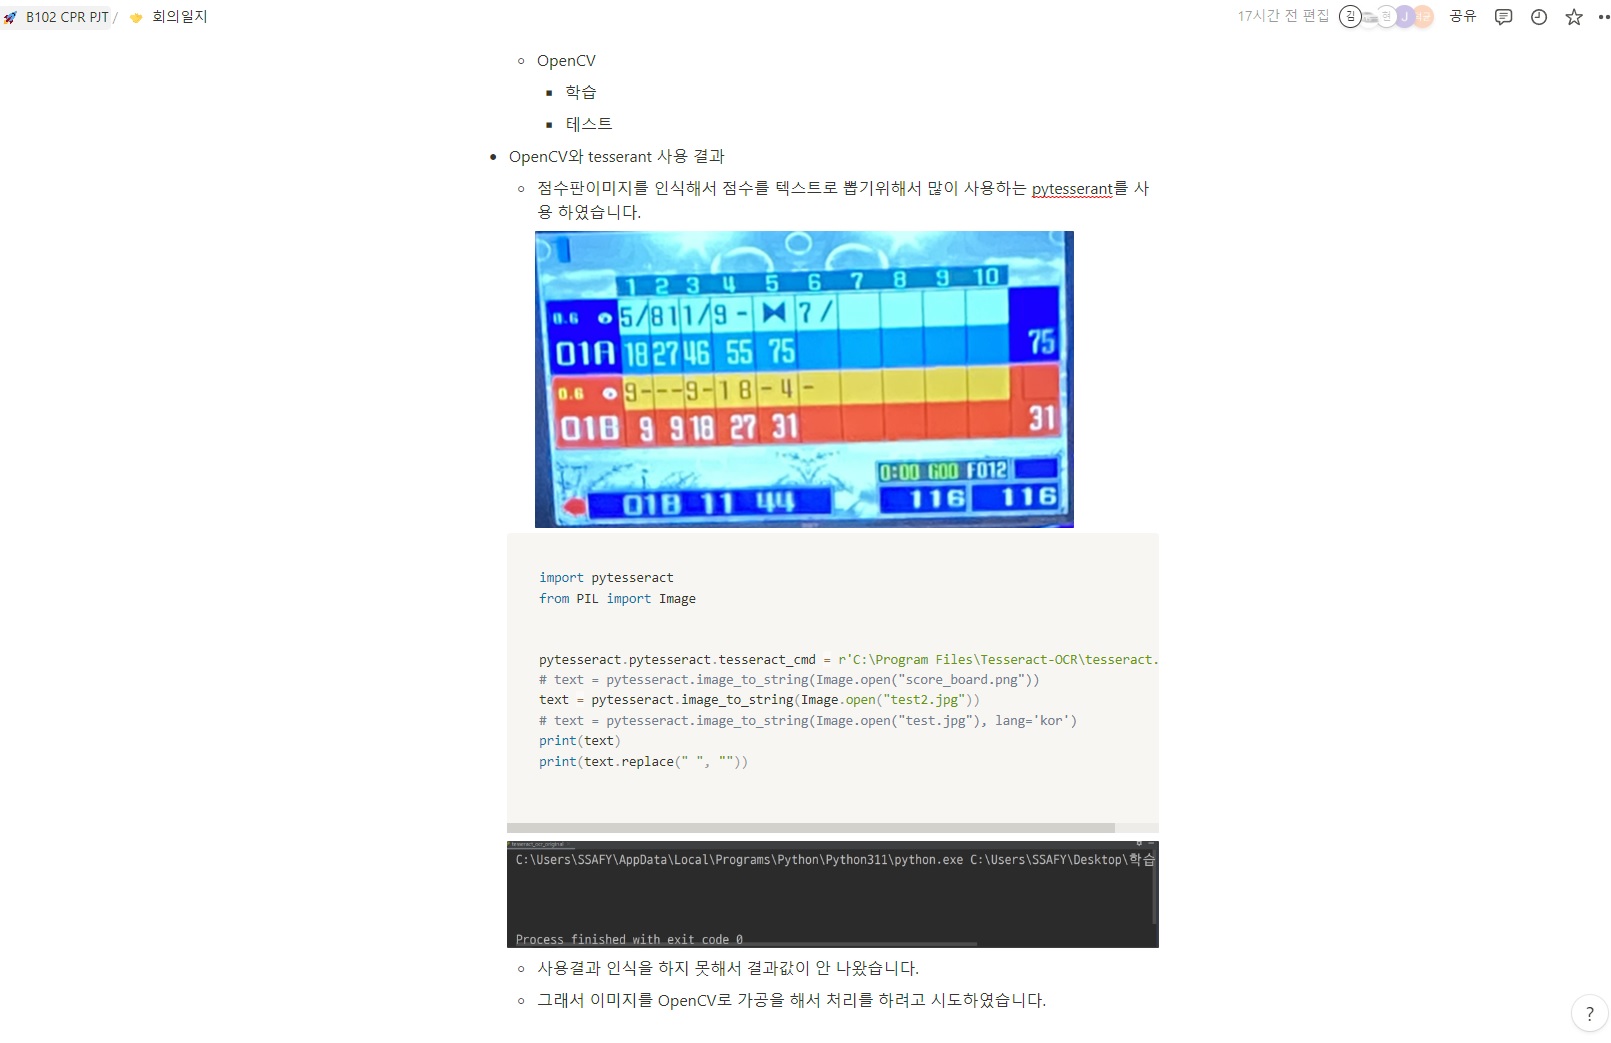 B102 CPR PJT / 회의일지
17시간 전 편집 김 현 J 공유
OpenCV
학습
테스트
OpenCV와 tesserant 사용 결과
점수판이미지를 인식해서 점수를 텍스트로 뽑기위해서 많이 사용하는 pytesserant를 사
용 하였습니다.
1 2 3 4 5 6 7 8 9 10
0.6 5/ 8 1 1/ 9 - 7 /
01A 18 27 46 55 75 75
0.6 9 - - - 9 - 1 8 - 4 -
01B 9 9 18 27 31 31
0:00 G00 F012
01B 11 44 116 116
import pytesseract
from PIL import Image
pytesseract.pytesseract.tesseract_cmd = r'C:\Program Files\Tesseract-OCR\tesseract.
# text = pytesseract.image_to_string(Image.open("score_board.png"))
text = pytesseract.image_to_string(Image.open("test2.jpg"))
# text = pytesseract.image_to_string(Image.open("test.jpg"), lang='kor')
print(text)
print(text.replace(" ", ""))
C:\Users\SSAFY\AppData\Local\Programs\Python\Python311\python.exe C:\Users\SSAFY\Desktop\학습
Process finished with exit code 0
사용결과 인식을 하지 못해서 결과값이 안 나왔습니다.
그래서 이미지를 OpenCV로 가공을 해서 처리를 하려고 시도하였습니다.
?